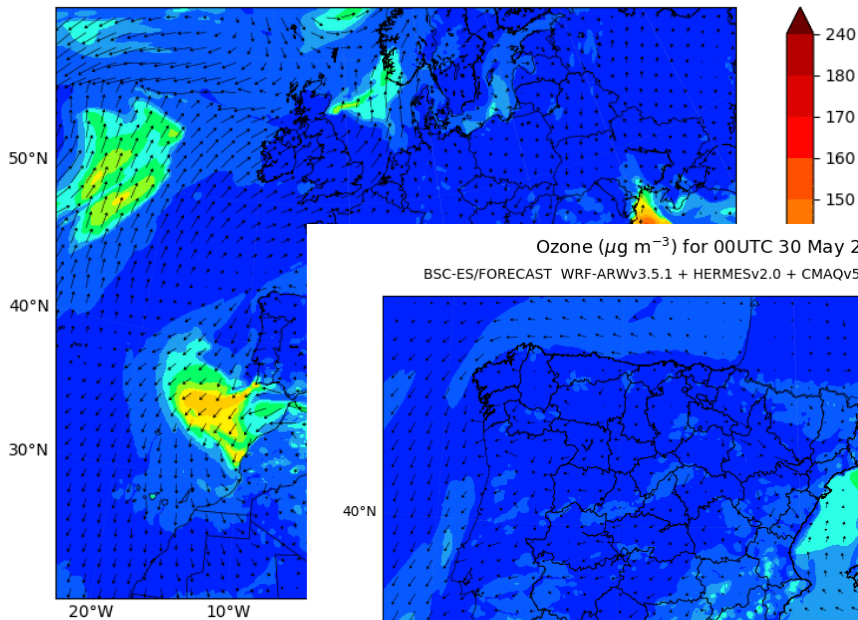 240
180
170
160
150
50°N
40°N
30°N
20°W
10°W
Ozone (μg m⁻³) for 00UTC 30 May 2
BSC-ES/FORECAST WRF-ARWv3.5.1 + HERMESv2.0 + CMAQv5
40°N